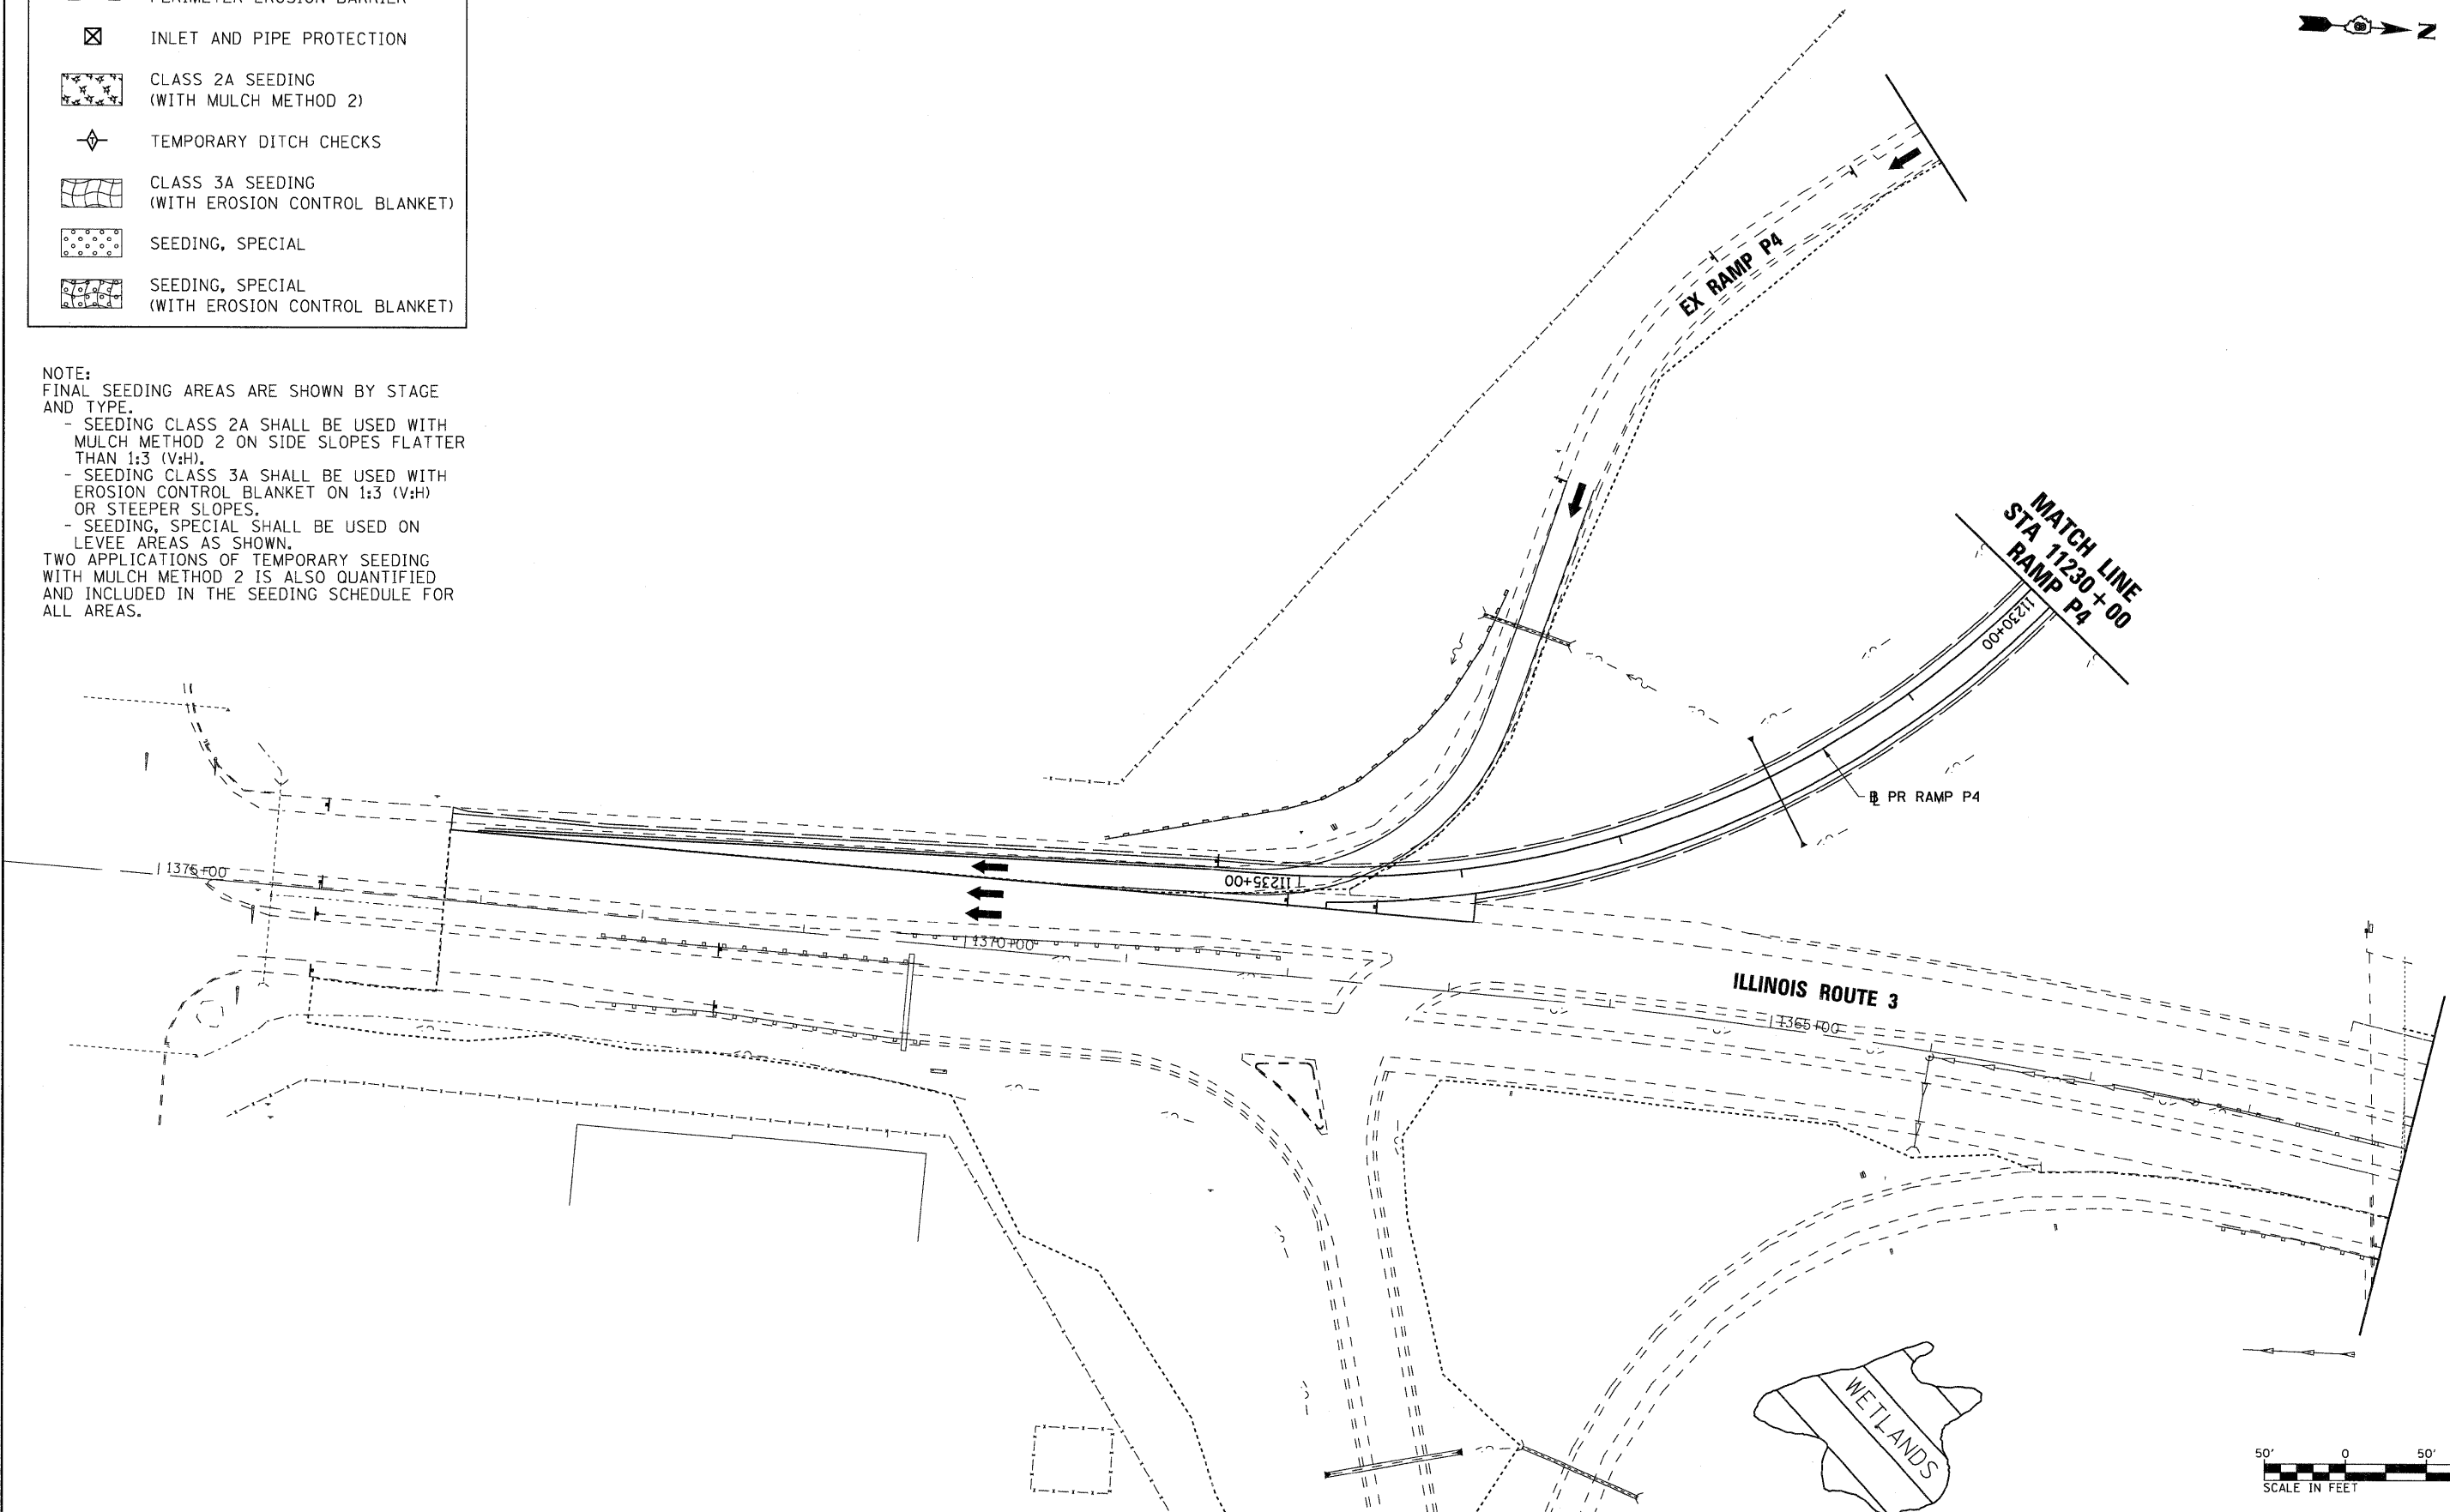 PERIMETER EROSION BARRIER
INLET AND PIPE PROTECTION
CLASS 2A SEEDING
(WITH MULCH METHOD 2)
T
TEMPORARY DITCH CHECKS
CLASS 3A SEEDING
(WITH EROSION CONTROL BLANKET)
SEEDING, SPECIAL
SEEDING, SPECIAL
(WITH EROSION CONTROL BLANKET)
NOTE:
FINAL SEEDING AREAS ARE SHOWN BY STAGE
AND TYPE.
- SEEDING CLASS 2A SHALL BE USED WITH
MULCH METHOD 2 ON SIDE SLOPES FLATTER
THAN 1:3 (V:H).
- SEEDING CLASS 3A SHALL BE USED WITH
EROSION CONTROL BLANKET ON 1:3 (V:H)
OR STEEPER SLOPES.
- SEEDING, SPECIAL SHALL BE USED ON
LEVEE AREAS AS SHOWN.
TWO APPLICATIONS OF TEMPORARY SEEDING
WITH MULCH METHOD 2 IS ALSO QUANTIFIED
AND INCLUDED IN THE SEEDING SCHEDULE FOR
ALL AREAS.
N
EX RAMP P4
MATCH LINE
STA 11230+00
RAMP P4
11230+00
PR RAMP P4
1375+00
11235+00
1370+00
ILLINOIS ROUTE 3
1365+00
WETLANDS
50' 0 50'
SCALE IN FEET